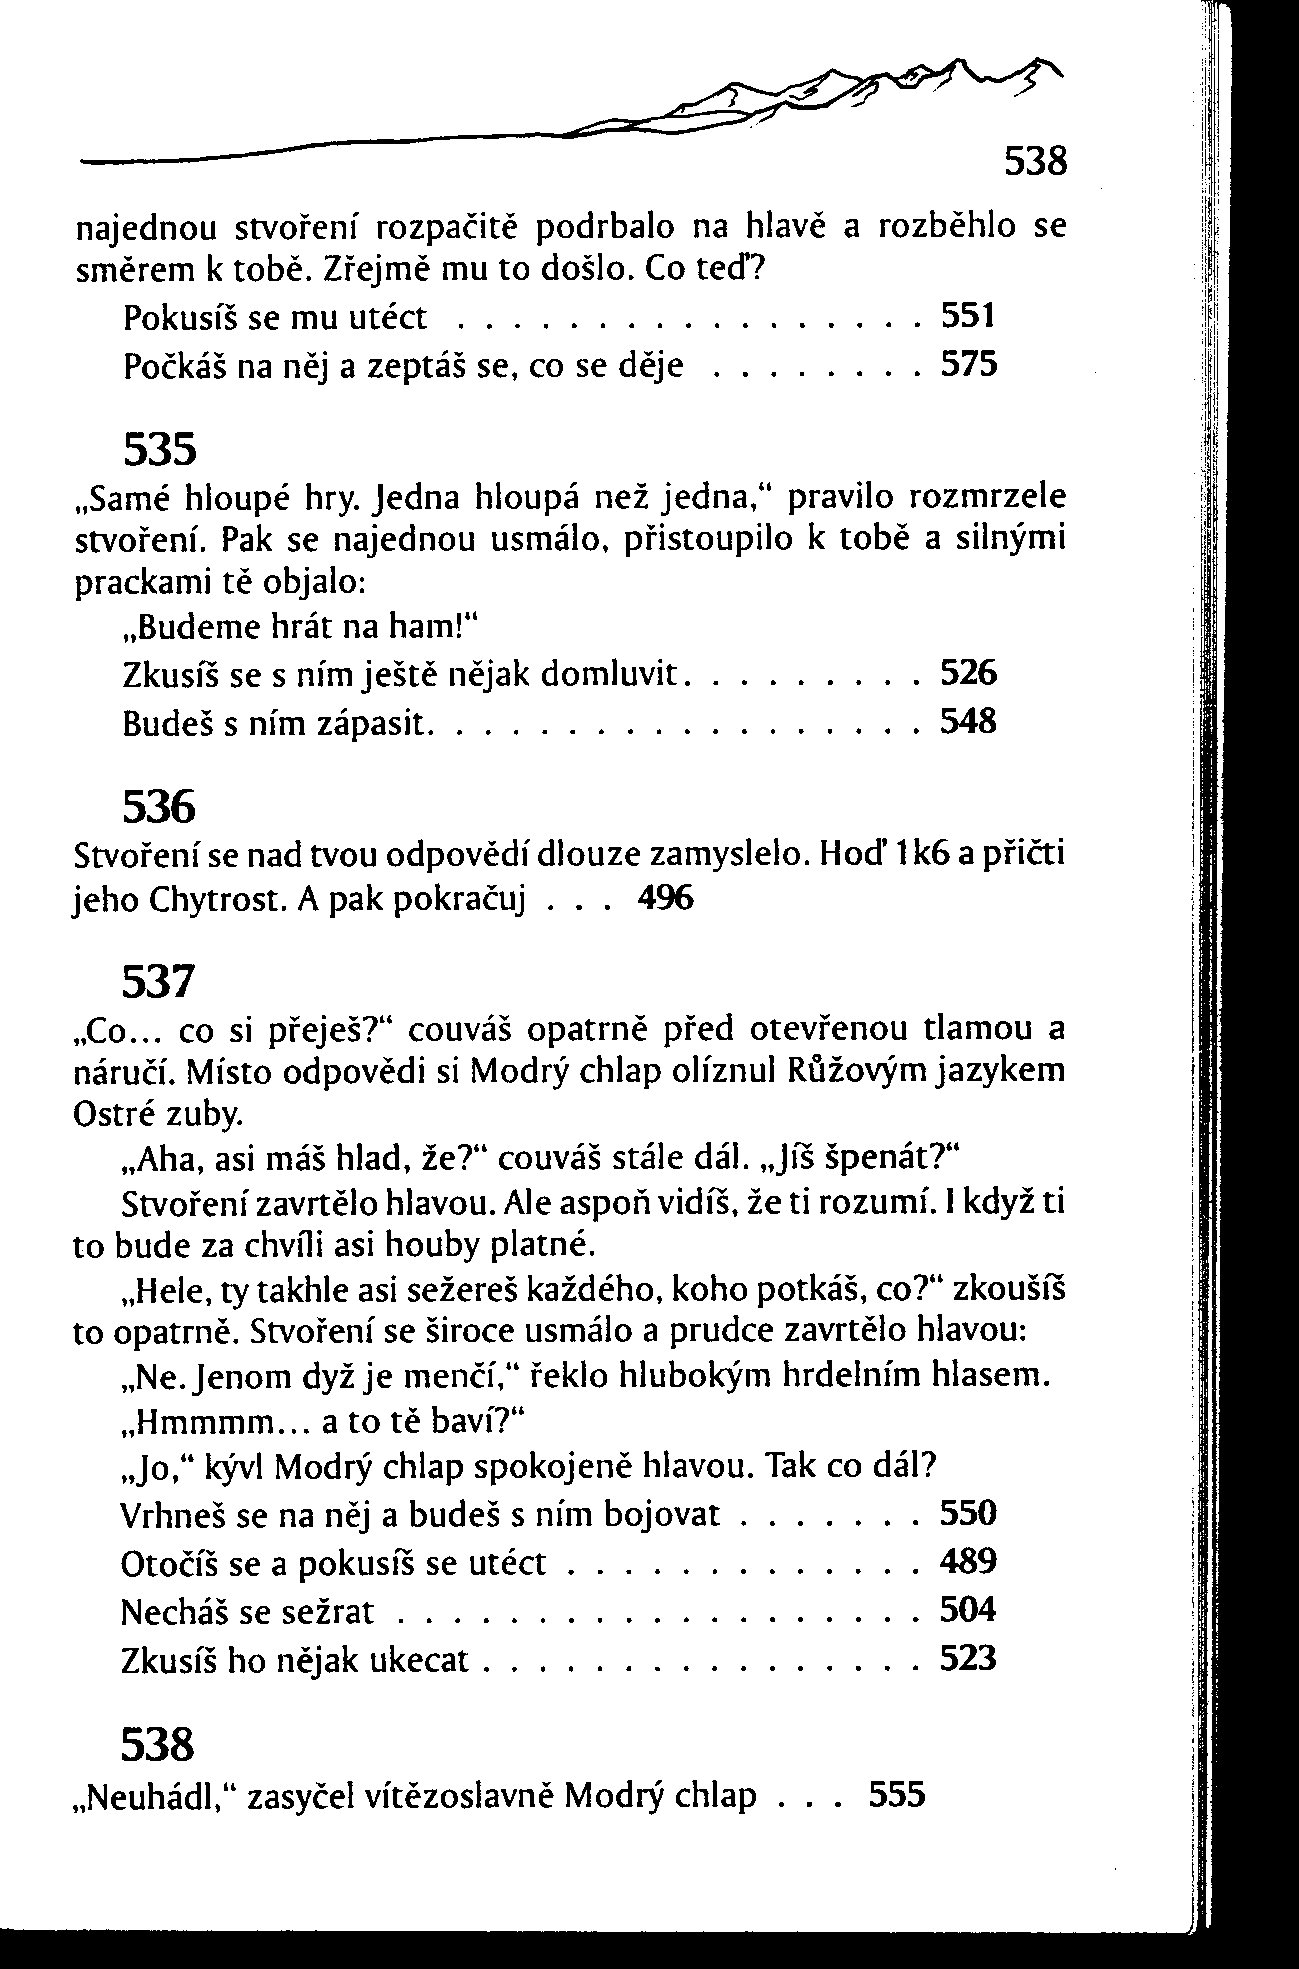 538
najednou stvoření rozpačitě podrbalo na hlavě a rozběhlo se
směrem k tobě. Zřejmě mu to došlo. Co teď?
Pokusíš se mu utéct . . . . . . . . . . . . . . . . . 551
Počkáš na něj a zeptáš se, co se děje . . . . . . . . 575
535
„Samé hloupé hry. Jedna hloupá než jedna,“ pravilo rozmrzele
stvoření. Pak se najednou usmálo, přistoupilo k tobě a silnými
prackami tě objalo:
„Budeme hrát na ham!“
Zkusíš se s ním ještě nějak domluvit. . . . . . . . . 526
Budeš s ním zápasit. . . . . . . . . . . . . . . . . . 548
536
Stvoření se nad tvou odpovědí dlouze zamyslelo. Hoď 1k6 a přičti
jeho Chytrost. A pak pokračuj . . . 496
537
„Co... co si přeješ?“ couváš opatrně před otevřenou tlamou a
náručí. Místo odpovědi si Modrý chlap olíznul Růžovým jazykem
Ostré zuby.
„Aha, asi máš hlad, že?“ couváš stále dál. „Jíš špenát?“
Stvoření zavrtělo hlavou. Ale aspoň vidíš, že ti rozumí. I když ti
to bude za chvíli asi houby platné.
„Hele, ty takhle asi sežereš každého, koho potkáš, co?“ zkoušíš
to opatrně. Stvoření se široce usmálo a prudce zavrtělo hlavou:
„Ne. Jenom dyž je menčí,“ řeklo hlubokým hrdelním hlasem.
„Hmmmm... a to tě baví?“
„Jo,“ kývl Modrý chlap spokojeně hlavou. Tak co dál?
Vrhneš se na něj a budeš s ním bojovat . . . . . . . 550
Otočíš se a pokusíš se utéct . . . . . . . . . . . . . 489
Necháš se sežrat . . . . . . . . . . . . . . . . . . . 504
Zkusíš ho nějak ukecat . . . . . . . . . . . . . . . . 523
538
„Neuhádl,“ zasyčel vítězoslavně Modrý chlap . . . 555